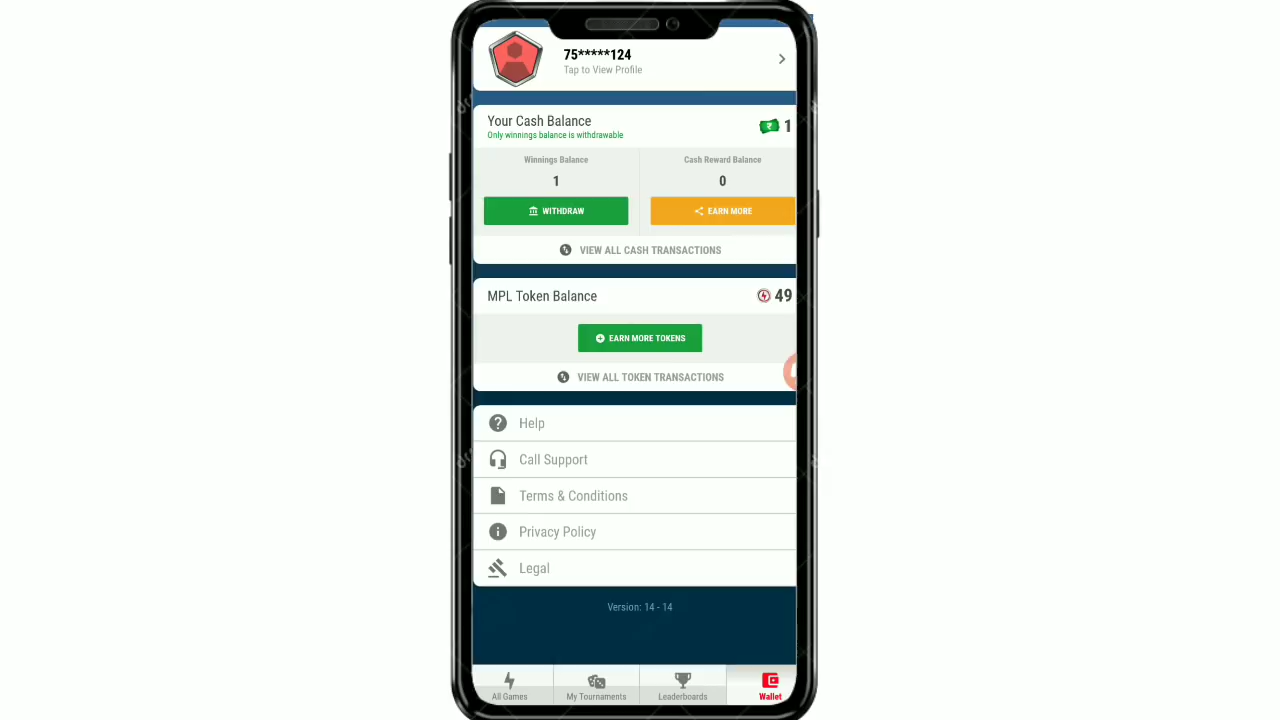 75*****124
Tap to View Profile
Your Cash Balance
1
Only winnings balance is withdrawable
Winnings Balance
Cash Reward Balance
1
0
WITHDRAW
EARN MORE
VIEW ALL CASH TRANSACTIONS
MPL Token Balance
49
EARN MORE TOKENS
VIEW ALL TOKEN TRANSACTIONS
Help
Call Support
Terms & Conditions
Privacy Policy
Legal
Version: 14 - 14
All Games
My Tournaments
Leaderboards
Wallet